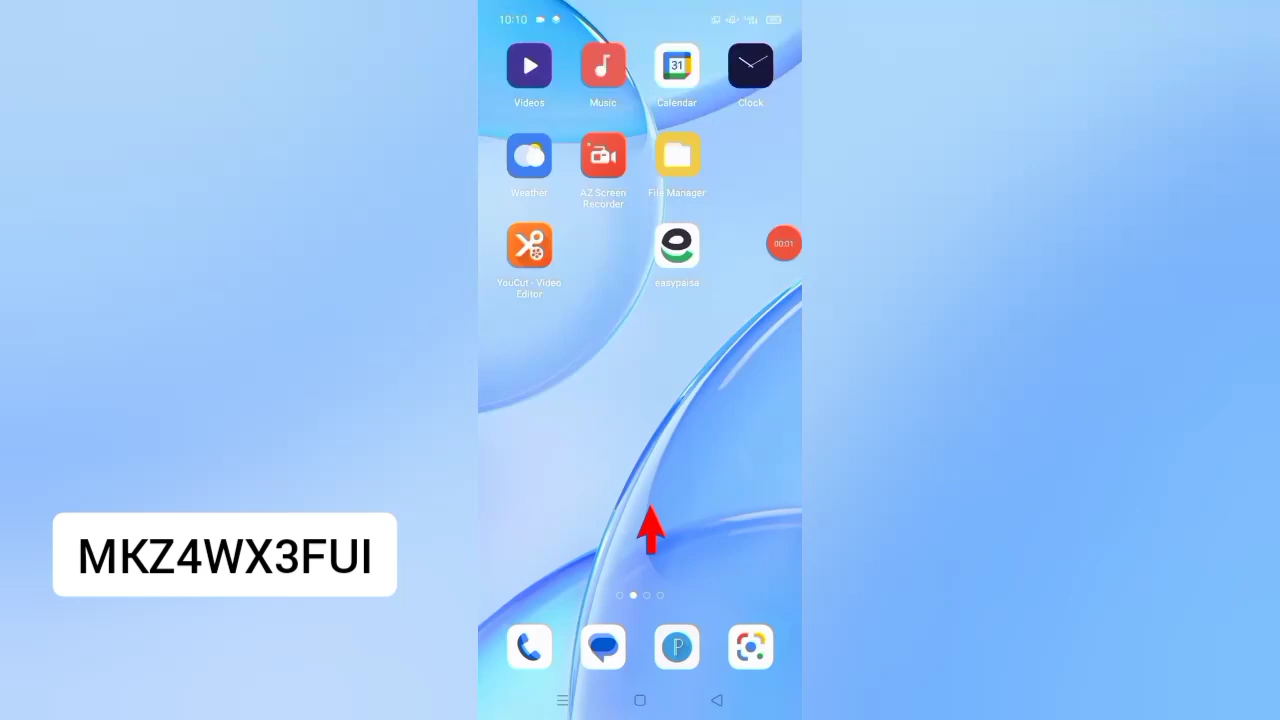 10:10
31
Videos
Music
Calendar
Clock
Weather
AZ Screen
Recorder
File Manager
00:01
YouCut - Video
Editor
easypaisa
MKZ4WX3FUI